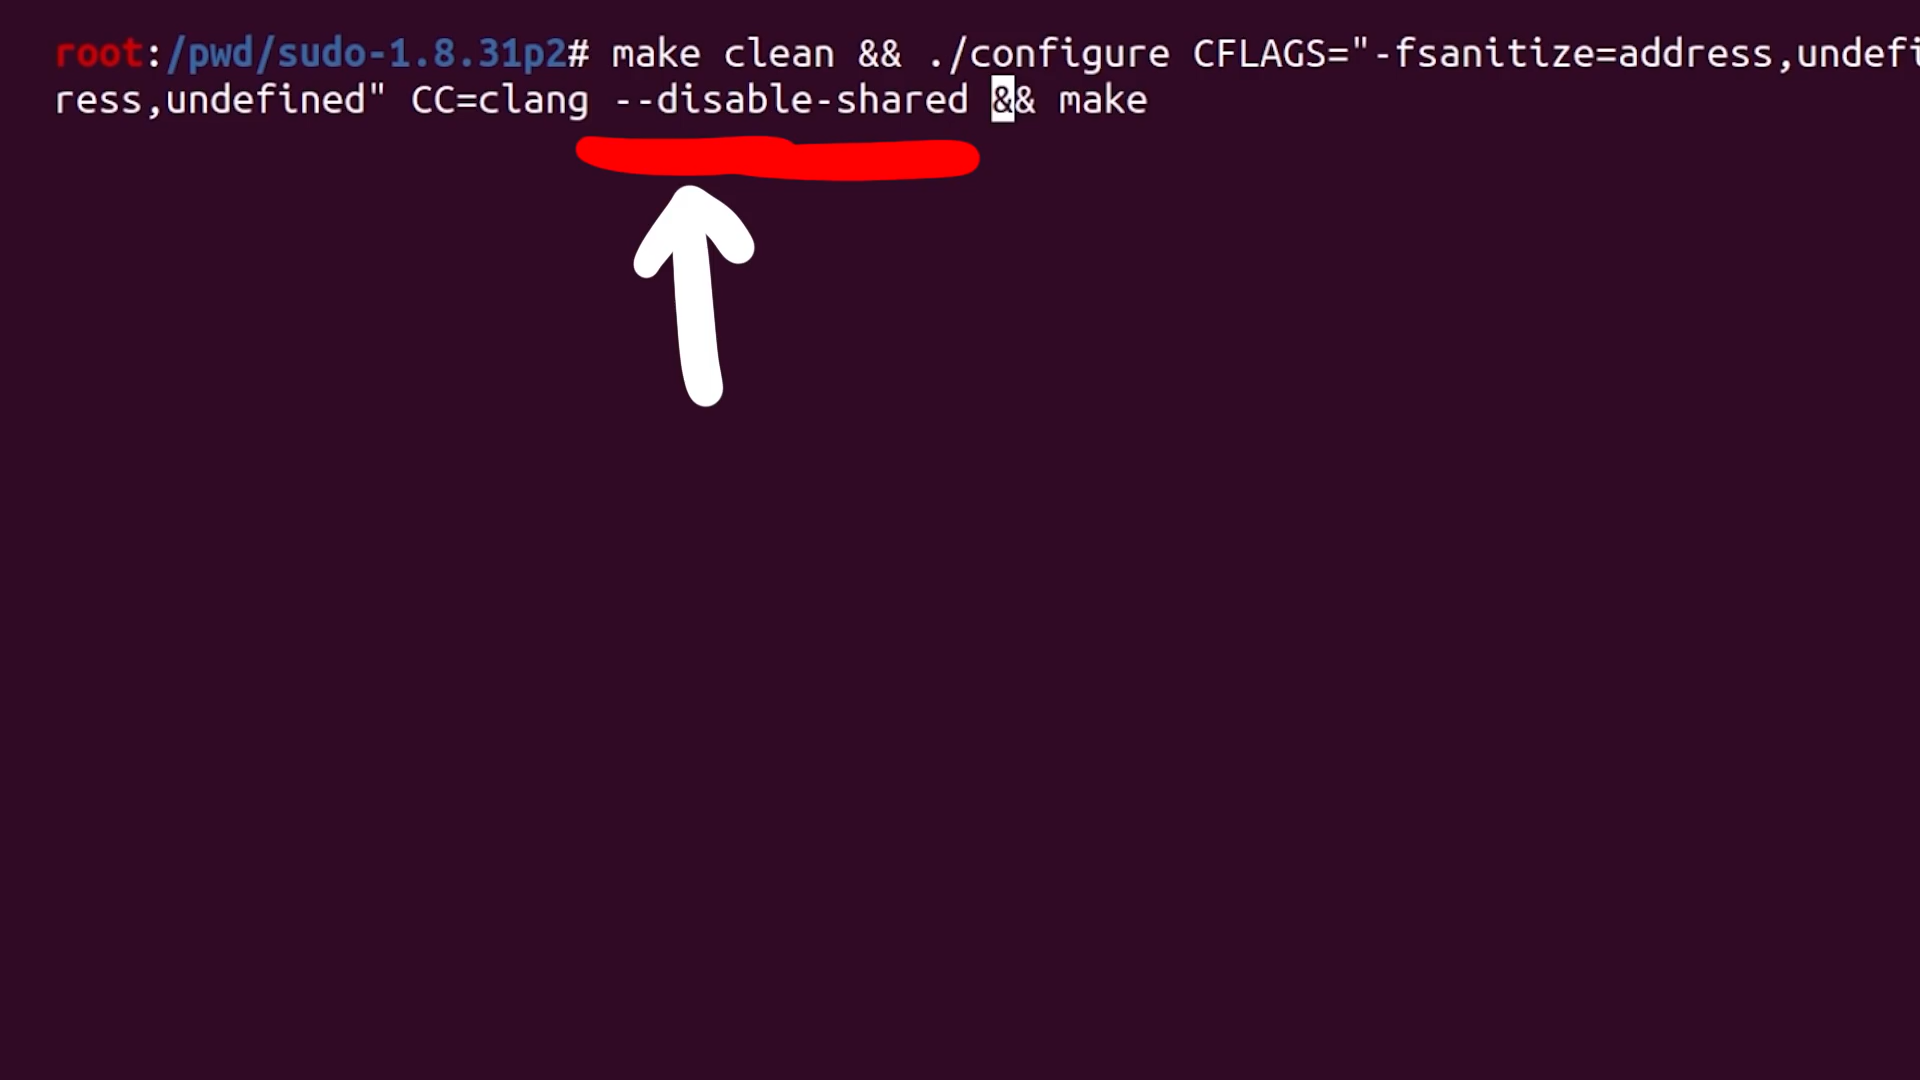 root:/pwd/sudo-1.8.31p2# make clean && ./configure CFLAGS="-fsanitize=address,undefi
ress,undefined" CC=clang --disable-shared && make